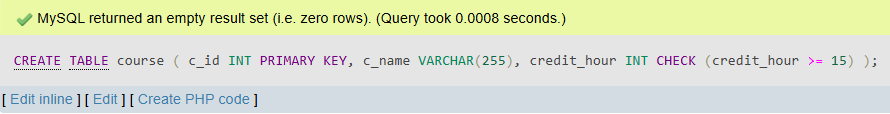 MySQL returned an empty result set (i.e. zero rows). (Query took 0.0008 seconds.)
CREATE TABLE course ( c_id INT PRIMARY KEY, c_name VARCHAR(255), credit_hour INT CHECK (credit_hour >= 15) );
[ Edit inline ] [ Edit ] [ Create PHP code ]